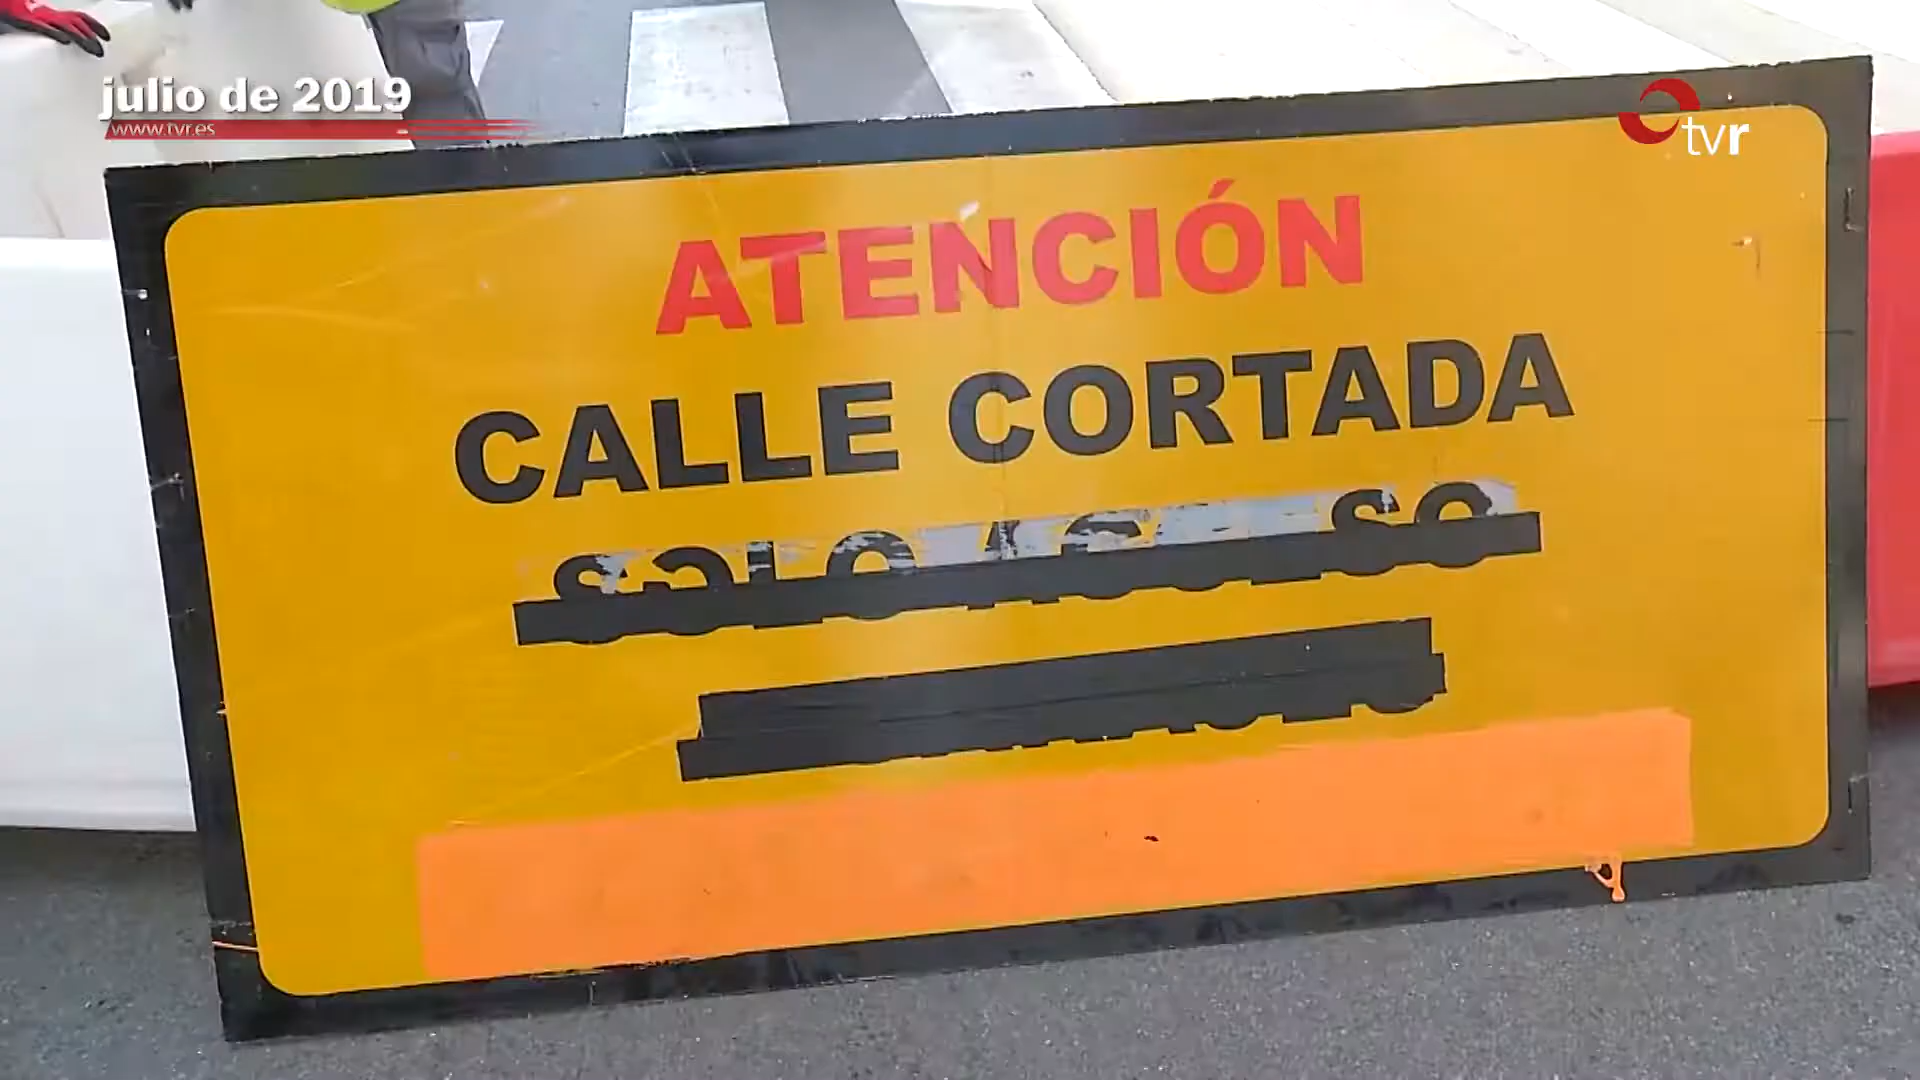 julio de 2019
www.tvr.es
tvr
ATENCIÓN
CALLE CORTADA